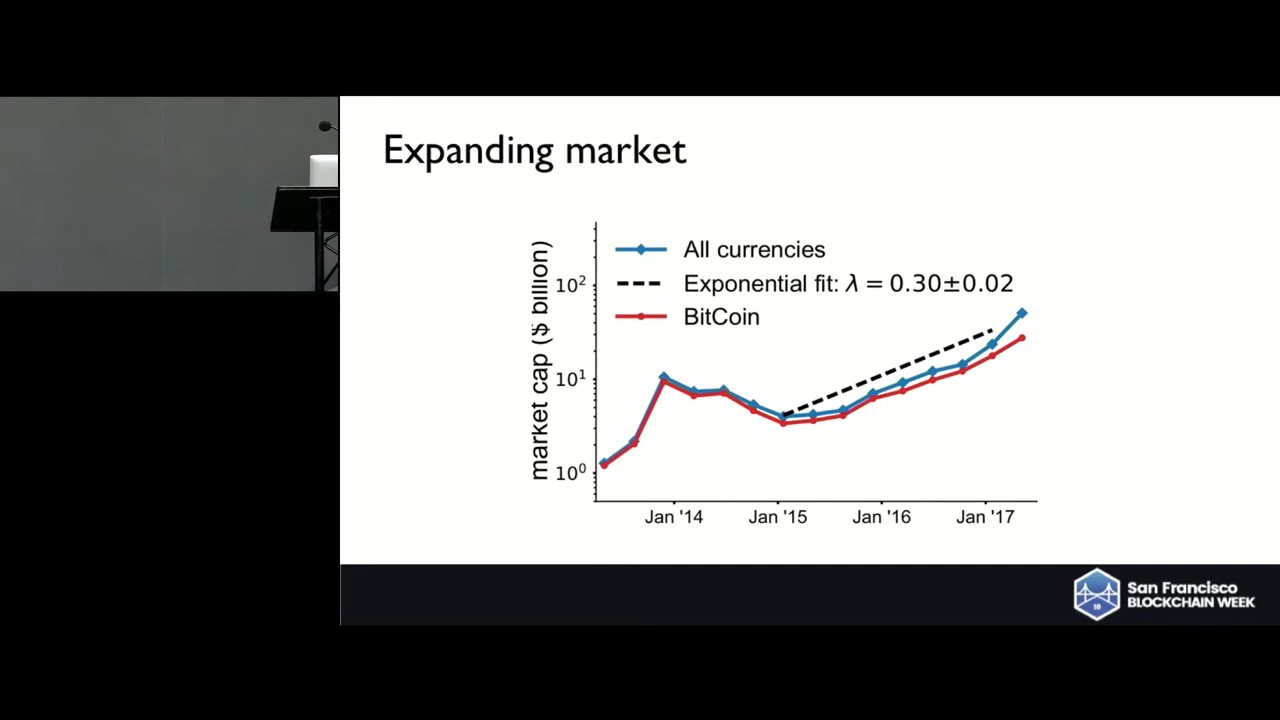 Expanding market
All currencies
Exponential fit: λ = 0.30±0.02
BitCoin
market cap ($ billion)
10²
10¹
10⁰
Jan '14
Jan '15
Jan '16
Jan '17
18
San Francisco
BLOCKCHAIN WEEK